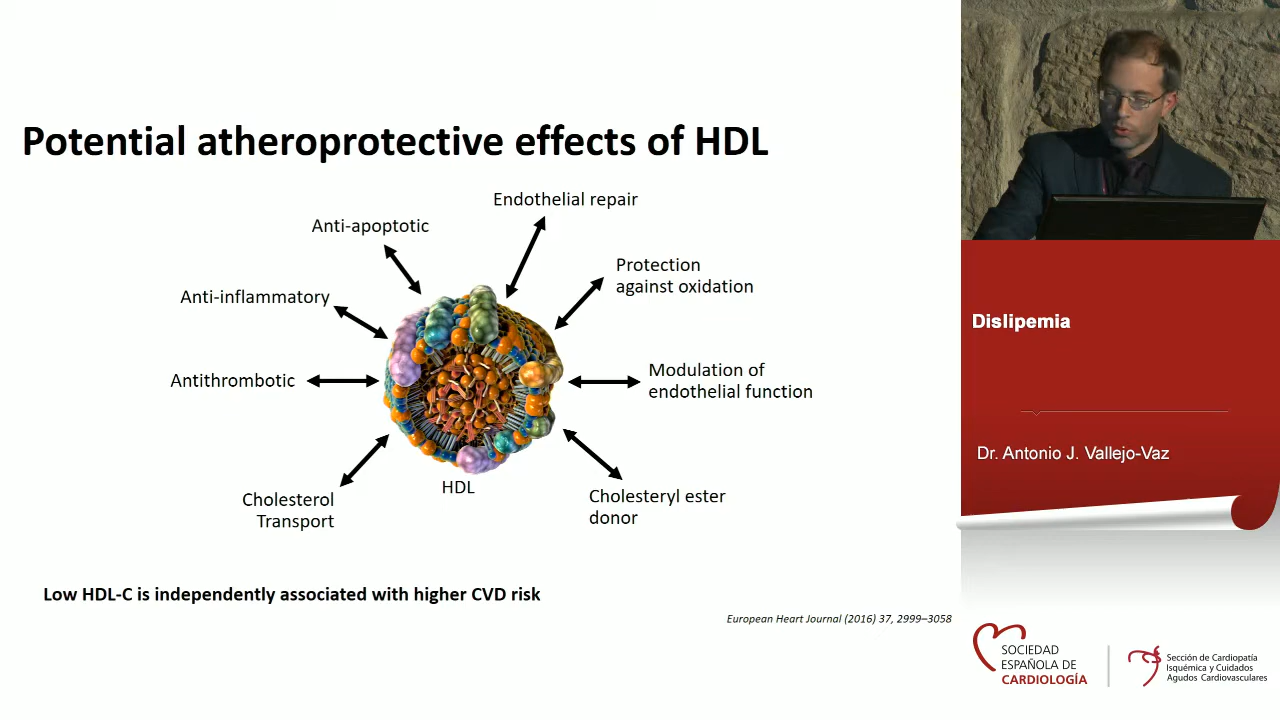 Potential atheroprotective effects of HDL
Endothelial repair
Anti-apoptotic
Protection
against oxidation
Anti-inflammatory
Antithrombotic
Modulation of
endothelial function
Cholesterol
Transport
HDL
Cholesteryl ester
donor
Low HDL-C is independently associated with higher CVD risk
European Heart Journal (2016) 37, 2999–3058
Dislipemia
Dr. Antonio J. Vallejo-Vaz
SOCIEDAD
ESPAÑOLA DE
CARDIOLOGÍA
Sección de Cardiopatía
Isquémica y Cuidados
Agudos Cardiovasculares